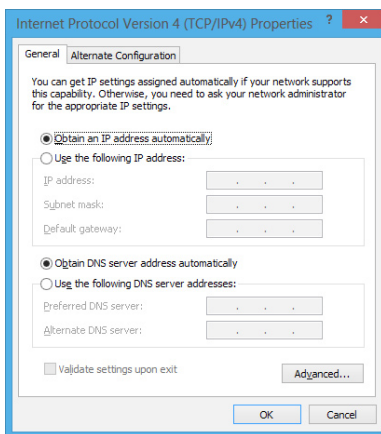 Internet Protocol Version 4 (TCP/IPv4) Properties ? ×
General Alternate Configuration
You can get IP settings assigned automatically if your network supports
this capability. Otherwise, you need to ask your network administrator
for the appropriate IP settings.
Obtain an IP address automatically
Use the following IP address:
IP address:
Subnet mask:
Default gateway:
Obtain DNS server address automatically
Use the following DNS server addresses:
Preferred DNS server:
Alternate DNS server:
Validate settings upon exit
Advanced...
OK Cancel